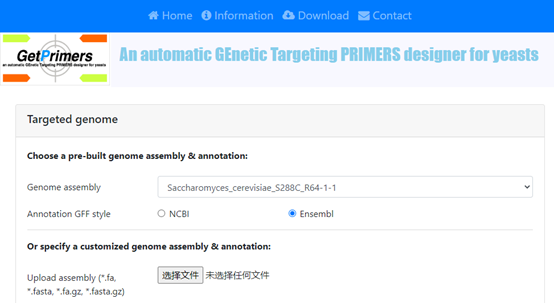 Home Information Download Contact
GetPrimers
an automatic GEnetic Targeting PRIMERS designer for yeasts
An automatic GEnetic Targeting PRIMERS designer for yeasts
Targeted genome
Choose a pre-built genome assembly & annotation:
Genome assembly Saccharomyces_cerevisiae_S288C_R64-1-1
Annotation GFF style NCBI Ensembl
Or specify a customized genome assembly & annotation:
Upload assembly (*.fa, 选择文件 未选择任何文件
*.fasta, *.fa.gz, *.fasta.gz)